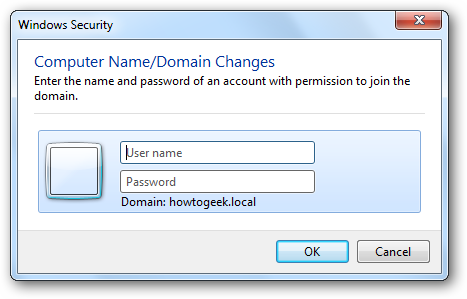 Windows Security
Computer Name/Domain Changes
Enter the name and password of an account with permission to join the
domain.
User name
Password
Domain: howtogeek.local
OK
Cancel